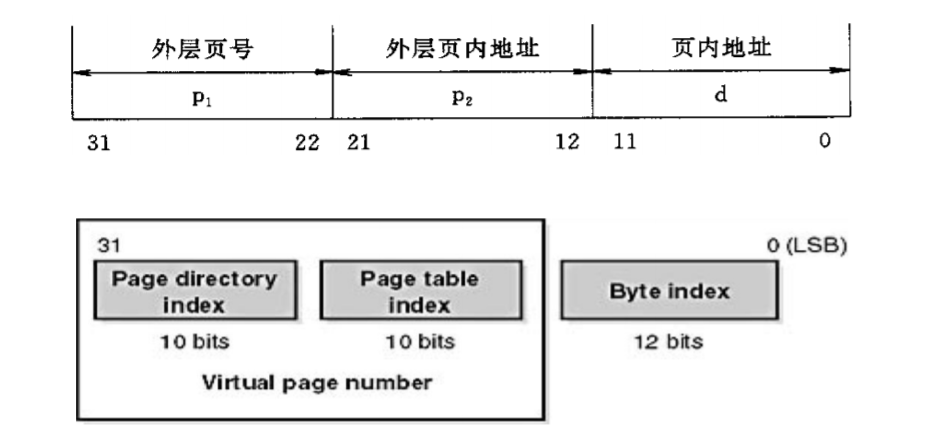 外层页号 外层页内地址 页内地址
p₁ p₂ d
31 22 21 12 11 0
31 0 (LSB)
Page directory index Page table index Byte index
10 bits 10 bits 12 bits
Virtual page number